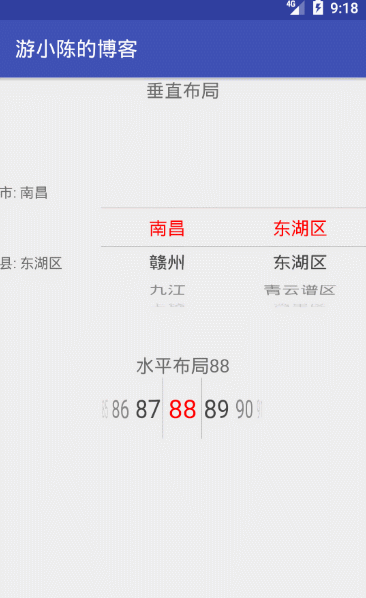 4G 9:18
游小陈的博客
垂直布局
市: 南昌
南昌 东湖区
县: 东湖区
赣州 东湖区
九江 青云谱区
水平布局88
85 86 87 88 89 90